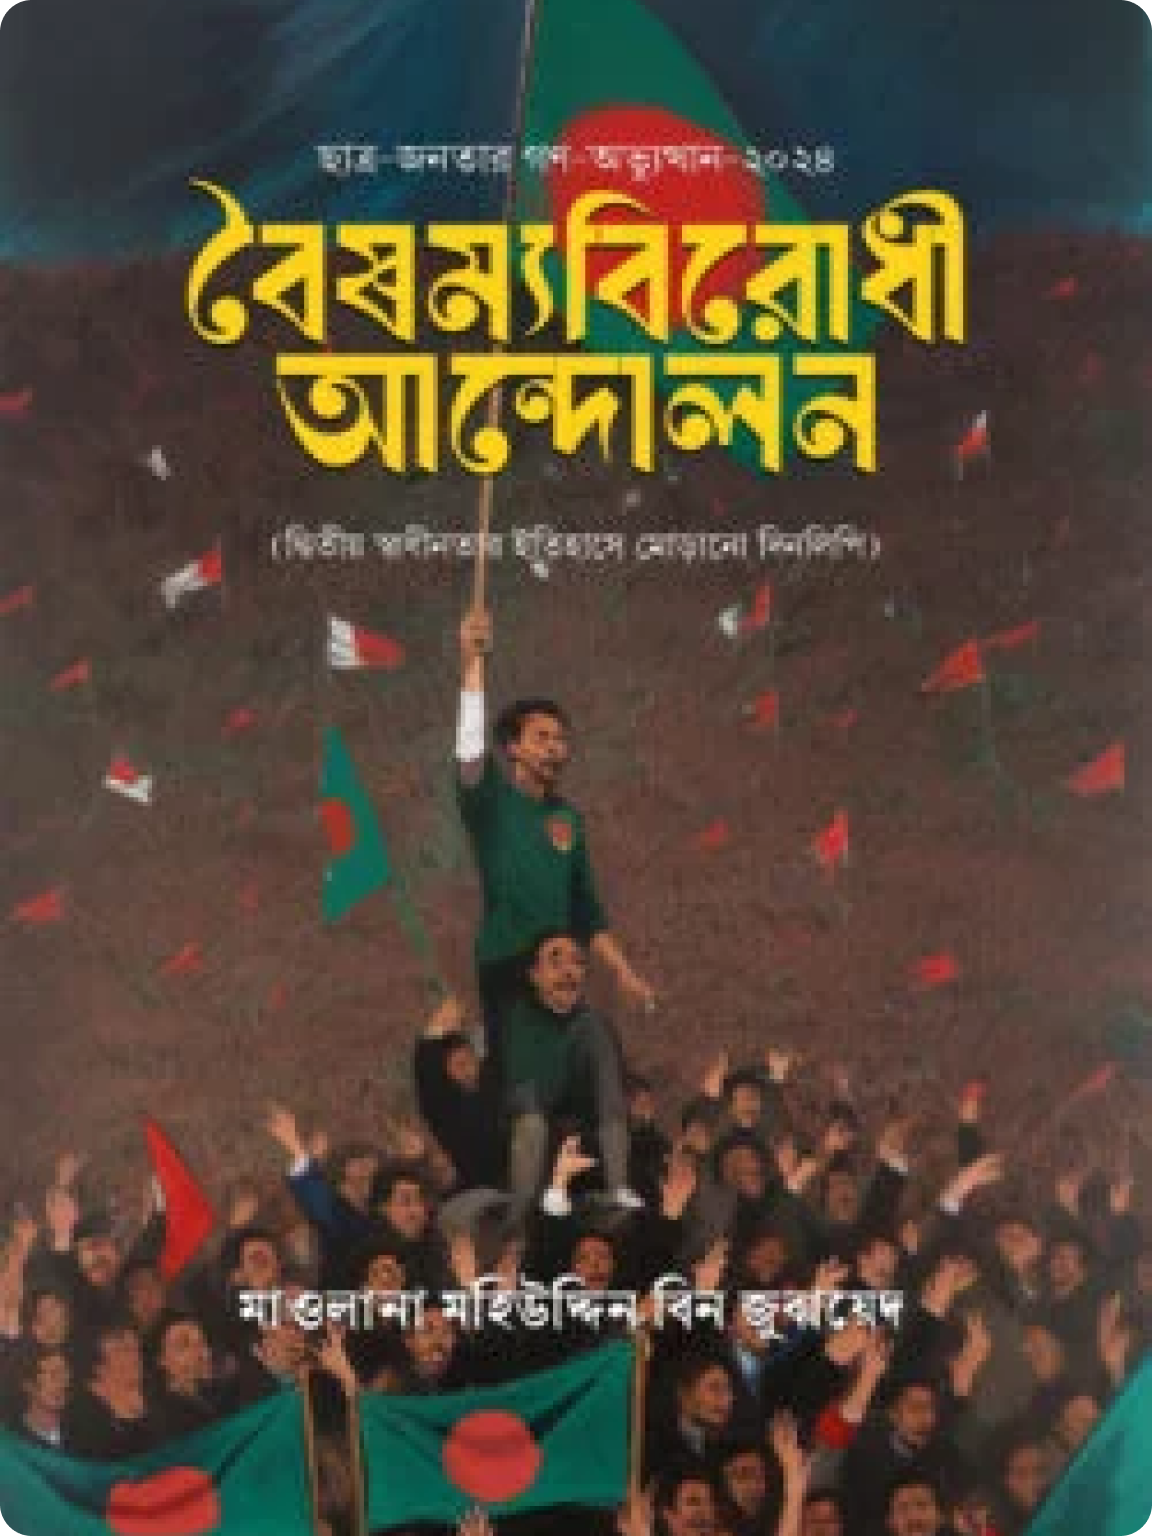 ছাত্র-জনতার গণ-অভ্যুত্থান-২০২৪
বৈষম্যবিরোধী
আন্দোলন
(দ্বিতীয় স্বাধীনতার ইতিহাসে মোড়ানো দিনলিপি)
মাওলানা মহিউদ্দিন বিন জুবায়েদ